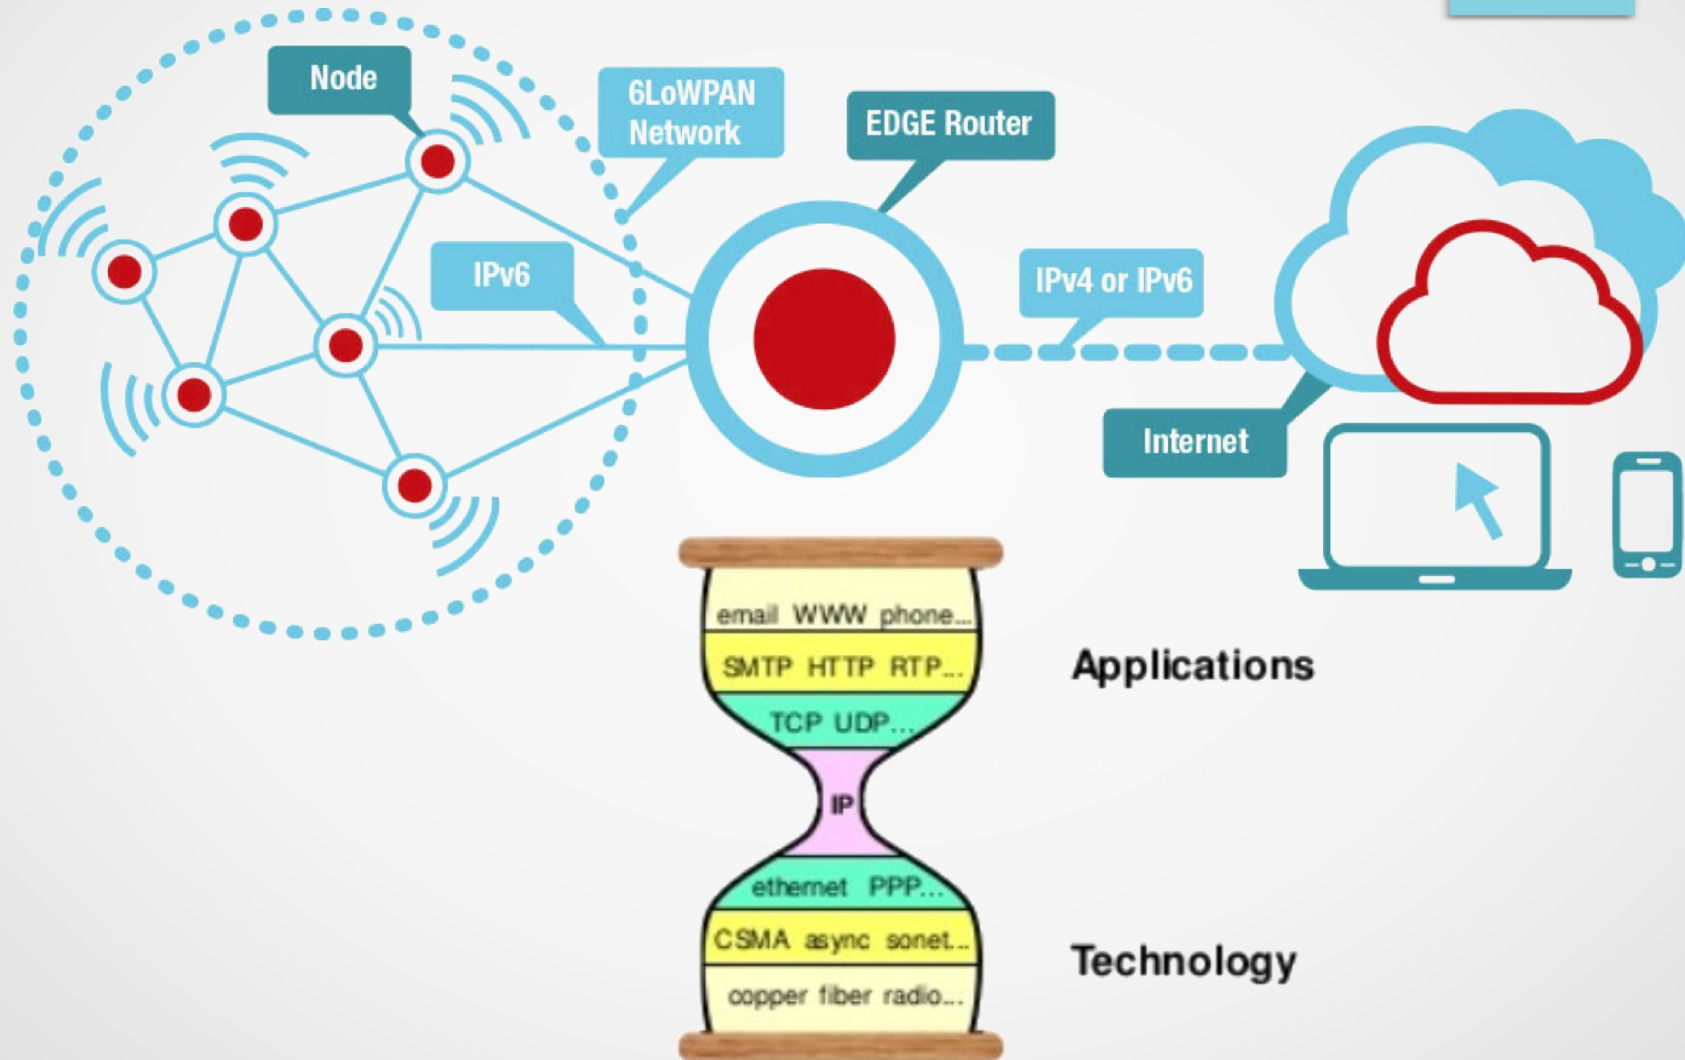 Node
6LoWPAN
Network
EDGE Router
IPv6
IPv4 or IPv6
Internet
email WWW phone...
SMTP HTTP RTP...
TCP UDP...
IP
ethernet PPP...
CSMA async sonet...
copper fiber radio...
Applications
Technology